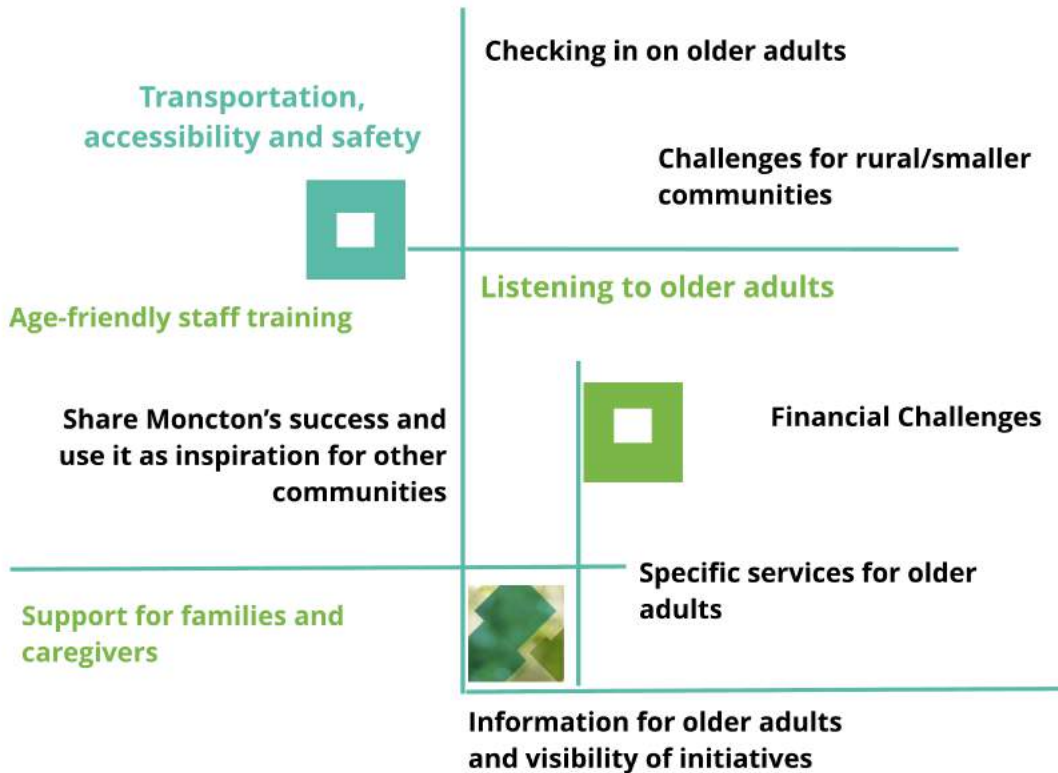 Checking in on older adults
Transportation,
accessibility and safety
Challenges for rural/smaller
communities
Listening to older adults
Age-friendly staff training
Share Moncton's success and
use it as inspiration for other
communities
Financial Challenges
Specific services for older
adults
Support for families and
caregivers
Information for older adults
and visibility of initiatives